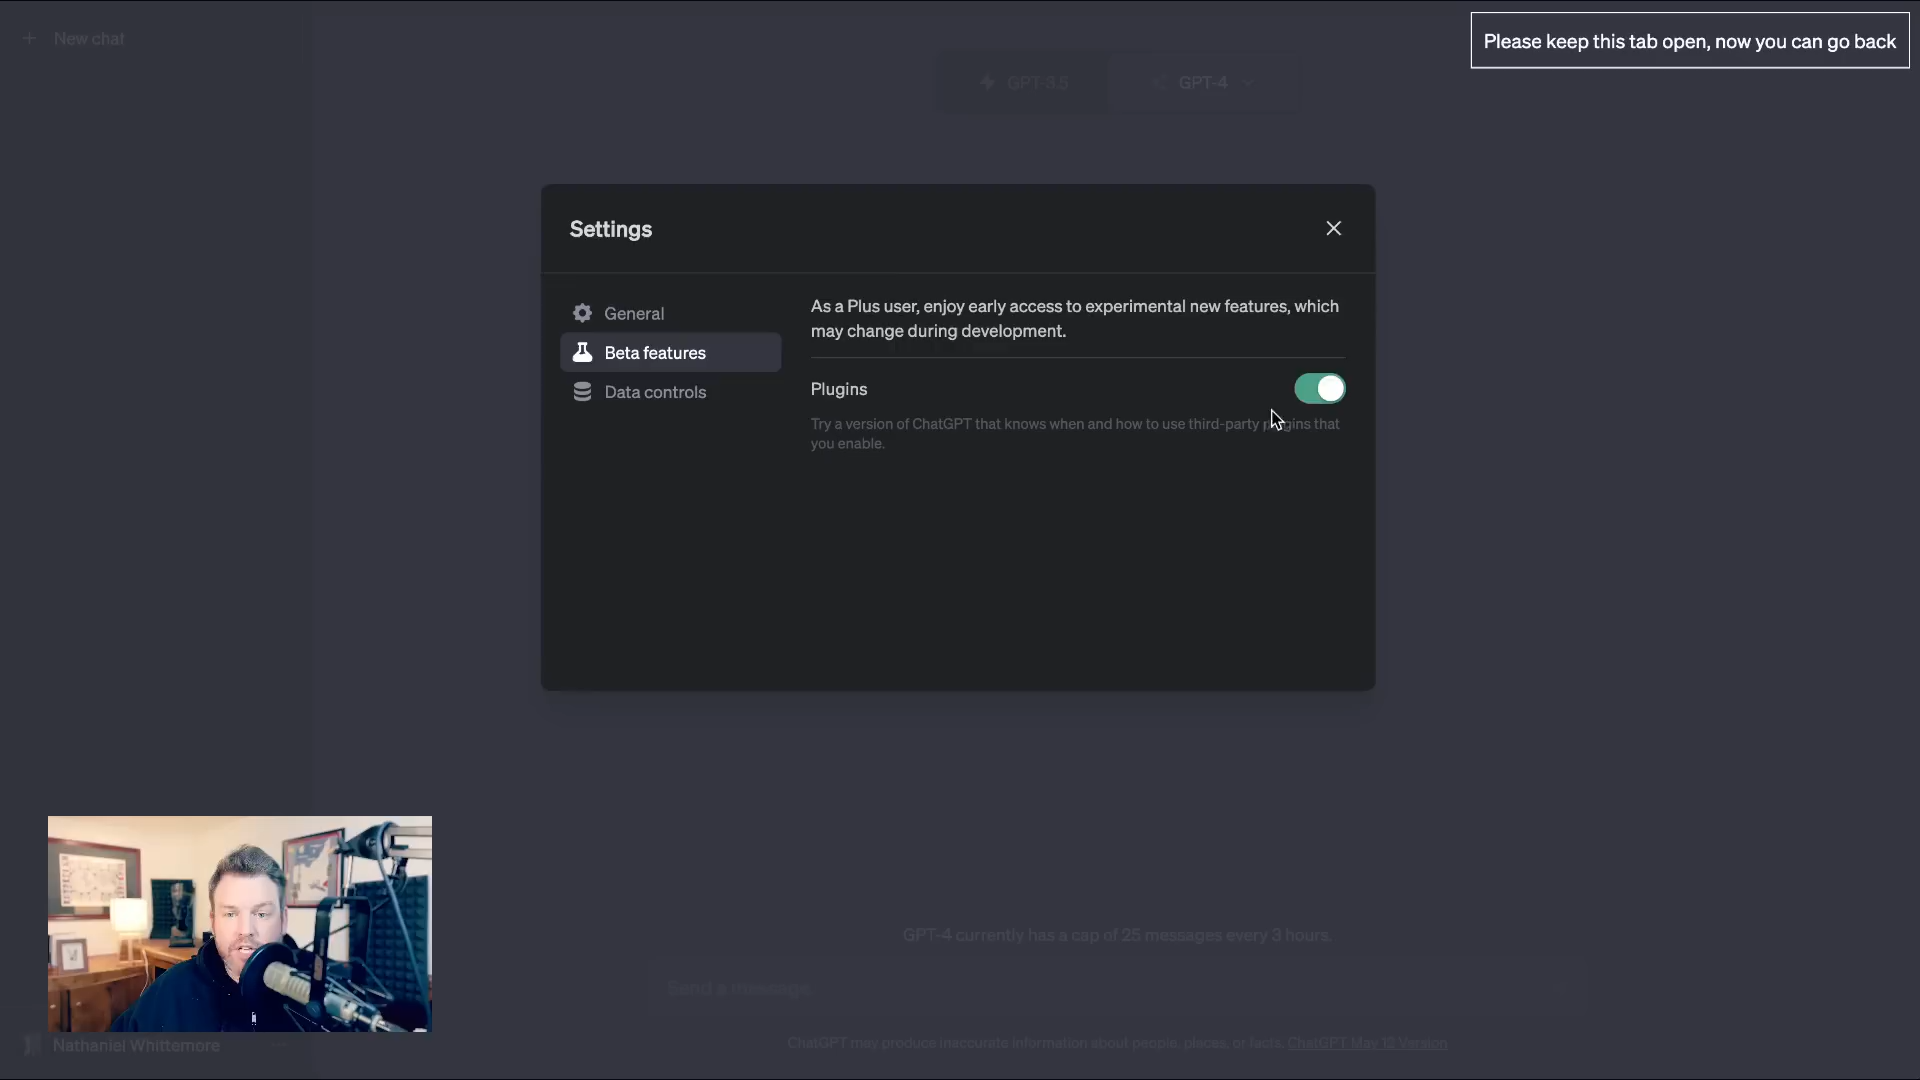 New chat
Please keep this tab open, now you can go back
GPT-3.5
GPT-4
Settings
General
Beta features
Data controls
As a Plus user, enjoy early access to experimental new features, which
may change during development.
Plugins
Try a version of ChatGPT that knows when and how to use third-party plugins that
you enable.
GPT-4 currently has a cap of 25 messages every 3 hours.
Send a message.
ChatGPT may produce inaccurate information about people, places, or facts. ChatGPT May 12 Version
Nathaniel Whittemore